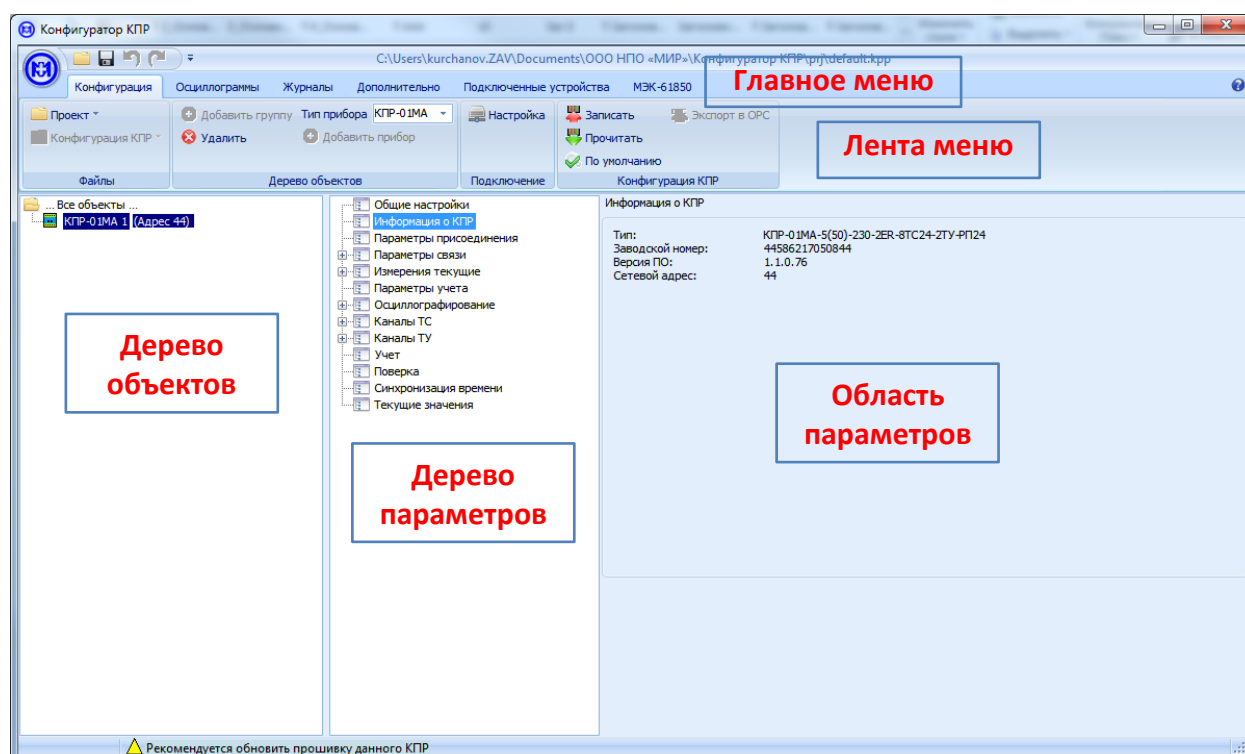 Конфигуратор КПР
C:\Users\kurchanov.ZAV\Documents\ООО НПО «МИР»\Конфигуратор КПР\prj\default.kpp
Конфигурация Осциллограммы Журналы Дополнительно Подключенные устройства МЭК-61850
Главное меню
Проект Добавить группу Тип прибора КПР-01МА Настройка Записать Экспорт в ОРС
Конфигурация КПР Удалить Добавить прибор Прочитать
По умолчанию
Лента меню
Файлы Дерево объектов Подключение Конфигурация КПР
... Все объекты ...
КПР-01МА 1 (Адрес 44)
Дерево
объектов
Общие настройки
Информация о КПР
Параметры присоединения
Параметры связи
Измерения текущие
Параметры учета
Осциллографирование
Каналы ТС
Каналы ТУ
Учет
Поверка
Синхронизация времени
Текущие значения
Дерево
параметров
Информация о КПР
Тип: КПР-01МА-5(50)-230-2ER-8ТС24-2ТУ-РП24
Заводской номер: 44586217050844
Версия ПО: 1.1.0.76
Сетевой адрес: 44
Область
параметров
Рекомендуется обновить прошивку данного КПР